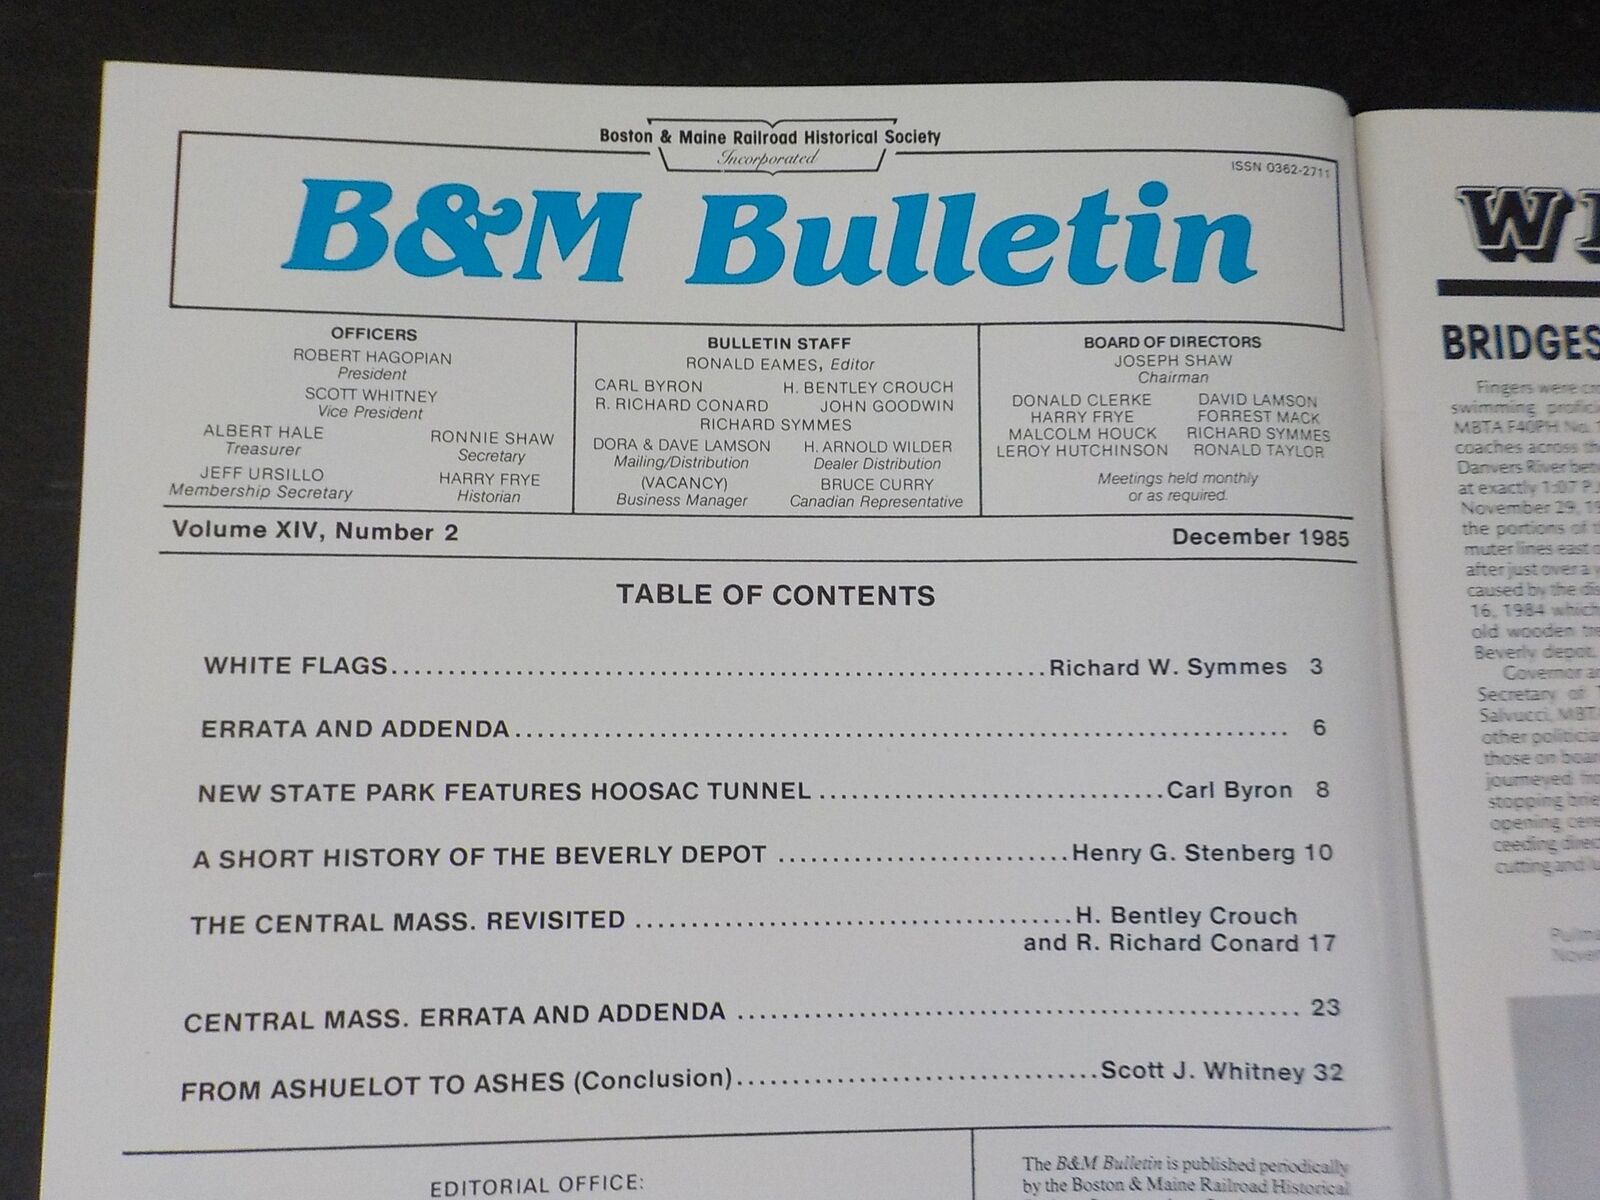 Boston & Maine Railroad Historical Society
Incorporated
ISSN 0362-2711
B&M Bulletin
OFFICERS
ROBERT HAGOPIAN
President
SCOTT WHITNEY
Vice President
ALBERT HALE
Treasurer
RONNIE SHAW
Secretary
JEFF URSILLO
Membership Secretary
HARRY FRYE
Historian
BULLETIN STAFF
RONALD EAMES, Editor
CARL BYRON H. BENTLEY CROUCH
R. RICHARD CONARD JOHN GOODWIN
RICHARD SYMMES
DORA & DAVE LAMSON
Mailing/Distribution
H. ARNOLD WILDER
Dealer Distribution
(VACANCY)
Business Manager
BRUCE CURRY
Canadian Representative
BOARD OF DIRECTORS
JOSEPH SHAW
Chairman
DONALD CLERKE DAVID LAMSON
HARRY FRYE FORREST MACK
MALCOLM HOUCK RICHARD SYMMES
LEROY HUTCHINSON RONALD TAYLOR
Meetings held monthly
or as required.
Volume XIV, Number 2 December 1985
TABLE OF CONTENTS
WHITE FLAGS.......................................................Richard W. Symmes 3
ERRATA AND ADDENDA....................................................... 6
NEW STATE PARK FEATURES HOOSAC TUNNEL ...............................Carl Byron 8
A SHORT HISTORY OF THE BEVERLY DEPOT ..........................Henry G. Stenberg 10
THE CENTRAL MASS. REVISITED .......................................H. Bentley Crouch
and R. Richard Conard 17
CENTRAL MASS. ERRATA AND ADDENDA .................................................. 23
FROM ASHUELOT TO ASHES (Conclusion)................................Scott J. Whitney 32
EDITORIAL OFFICE:
The B&M Bulletin is published periodically
by the Boston & Maine Railroad Historical
BRIDGES
Fingers were
swimming
MBTA F40PH No.
coaches across the
Danvers River
at exactly 1:07
November 29,
the portions of
muter lines east
after just over a
caused by the
16, 1984 which
old wooden
Beverly depot.
Governor
Secretary of
Salvucci,
other
those on
journeyed
stopping
opening
ceeding
cutting and